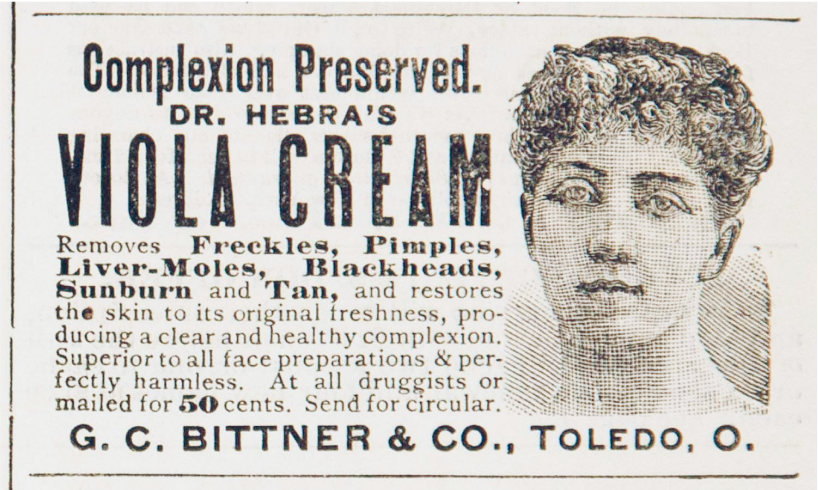 Complexion Preserved.
DR. HEBRA'S
VIOLA CREAM
Removes Freckles, Pimples,
Liver-Moles, Blackheads,
Sunburn and Tan, and restores
the skin to its original freshness, pro-
ducing a clear and healthy complexion.
Superior to all face preparations & per-
fectly harmless. At all druggists or
mailed for 50 cents. Send for circular.
G. C. BITTNER & CO., TOLEDO, O.